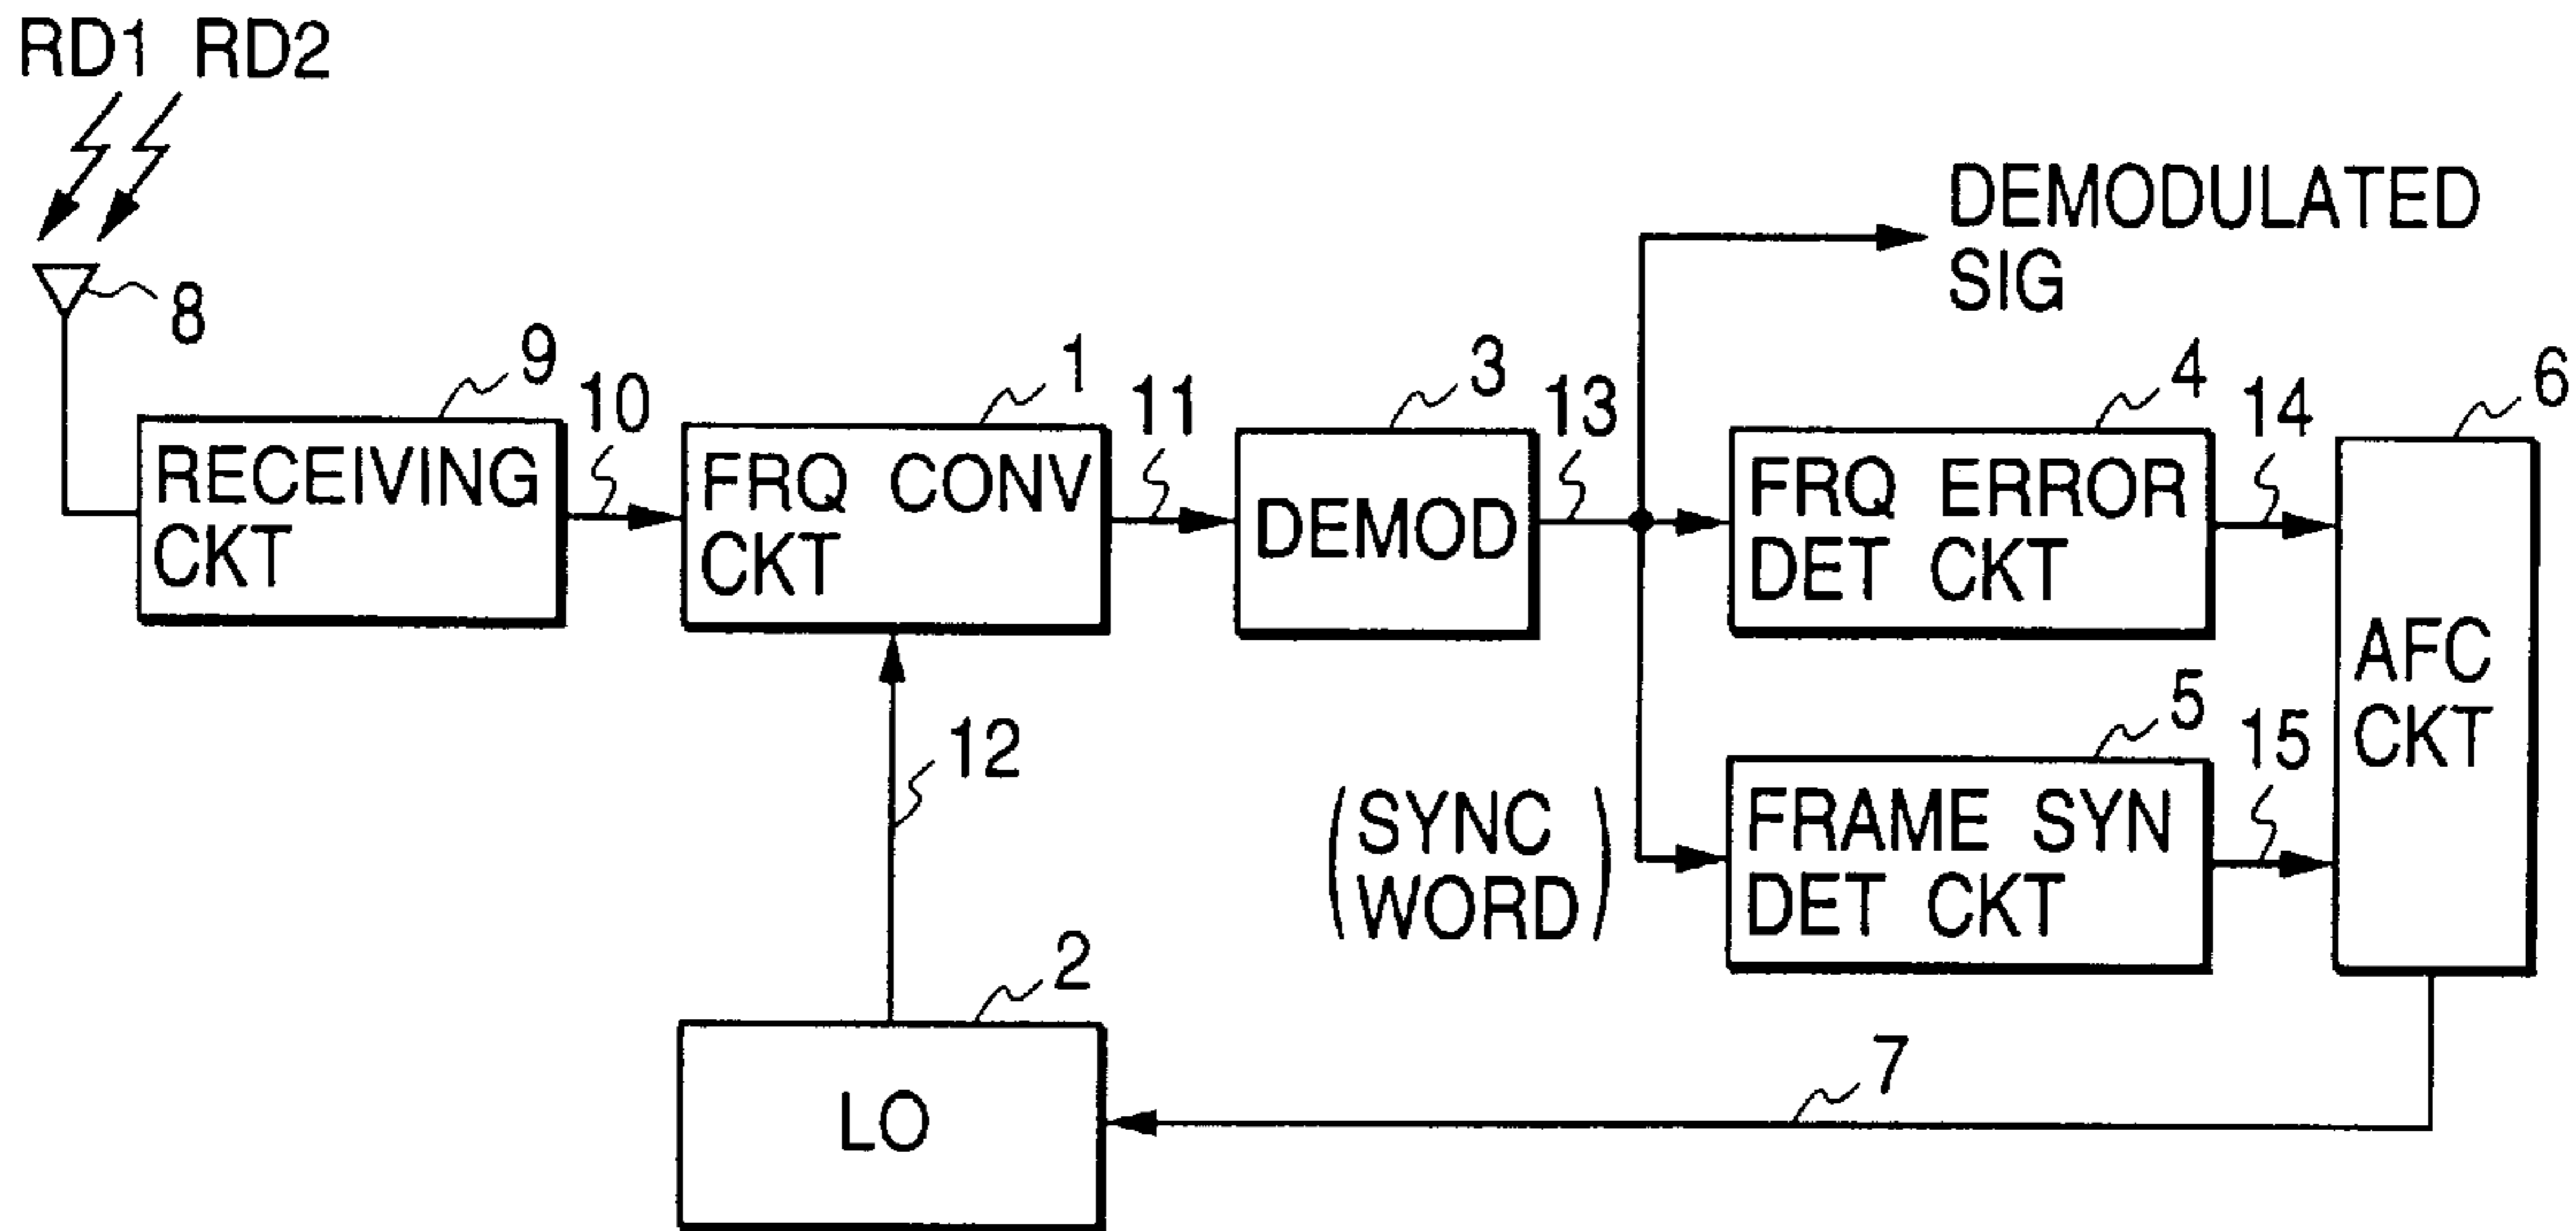 RD1 RD2
DEMODULATED
SIG
8
9
10
1
11
3
13
4
14
6
RECEIVING
CKT
FRQ CONV
CKT
DEMOD
FRQ ERROR
DET CKT
AFC
CKT
12
5
15
(SYNC
WORD)
FRAME SYN
DET CKT
2
LO
7